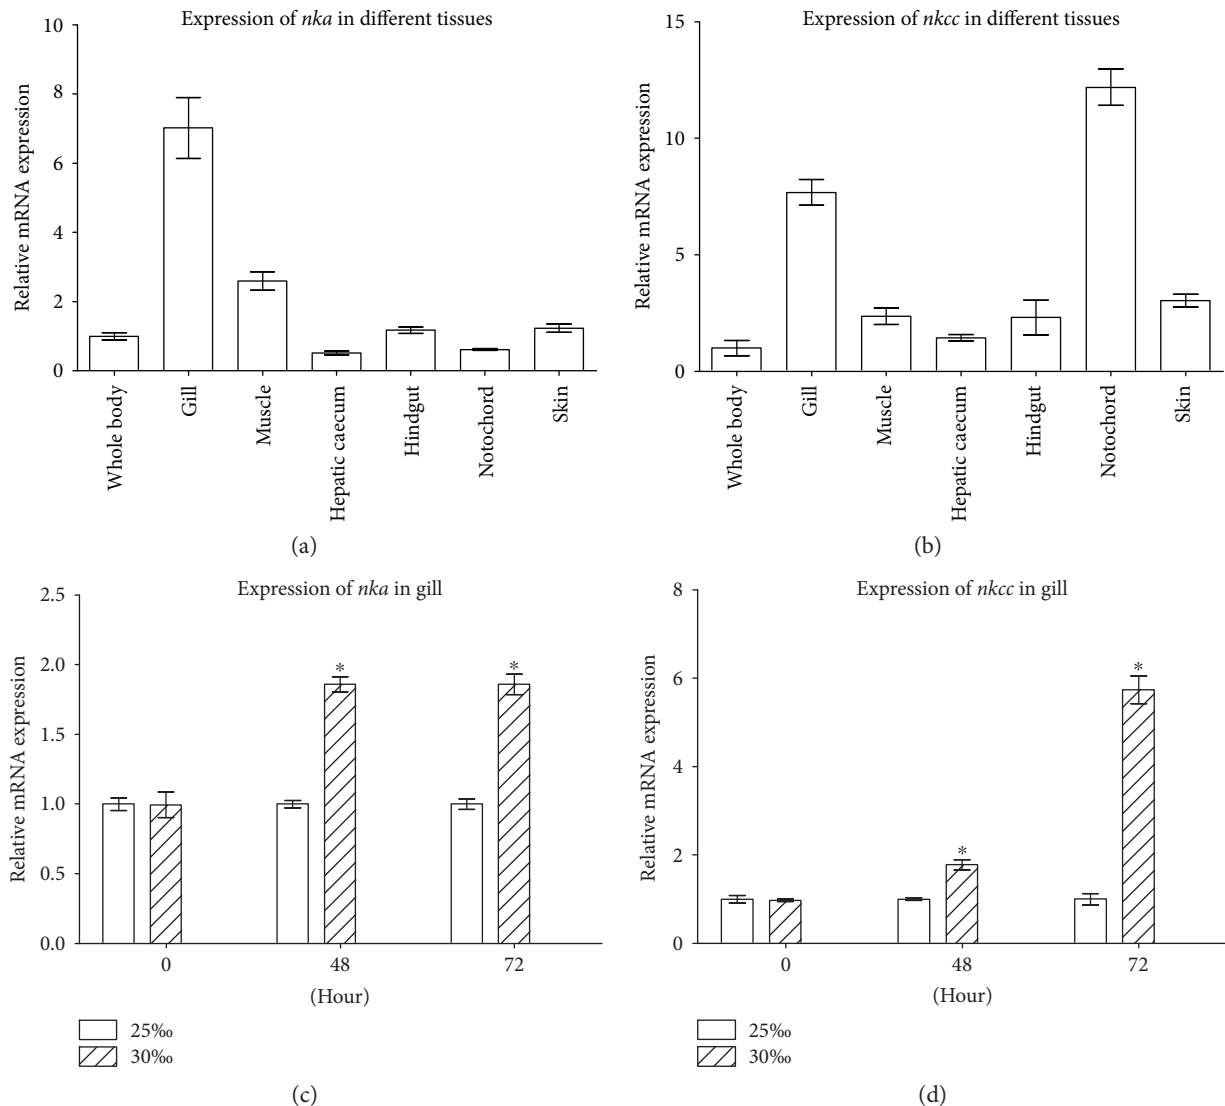 Expression of nka in different tissues
Relative mRNA expression
10
8
6
4
2
0
Whole body
Gill
Muscle
Hepatic caecum
Hindgut
Notochord
Skin
(a)
Expression of nkcc in different tissues
Relative mRNA expression
15
10
5
0
Whole body
Gill
Muscle
Hepatic caecum
Hindgut
Notochord
Skin
(b)
Expression of nka in gill
Relative mRNA expression
2.5
2.0
1.5
1.0
0.5
0.0
* *
0 48 72
(Hour)
25‰
30‰
(c)
Expression of nkcc in gill
Relative mRNA expression
8
6
4
2
0
* *
0 48 72
(Hour)
25‰
30‰
(d)